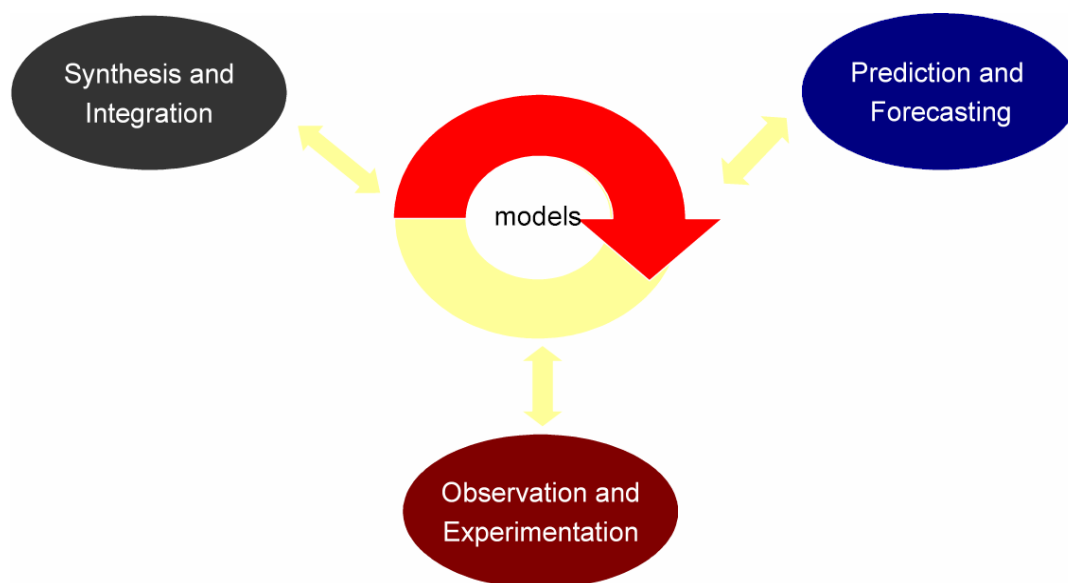 Synthesis and
Integration
Prediction and
Forecasting
models
Observation and
Experimentation